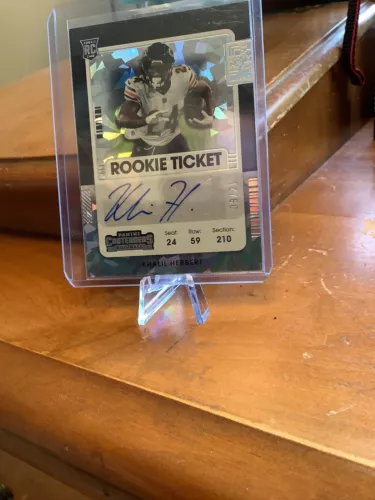 RC
ROOKIE TICKET
Seat: Row: Section:
24 59 210
PANINI
CONTENDERS
KHALIL HERBERT